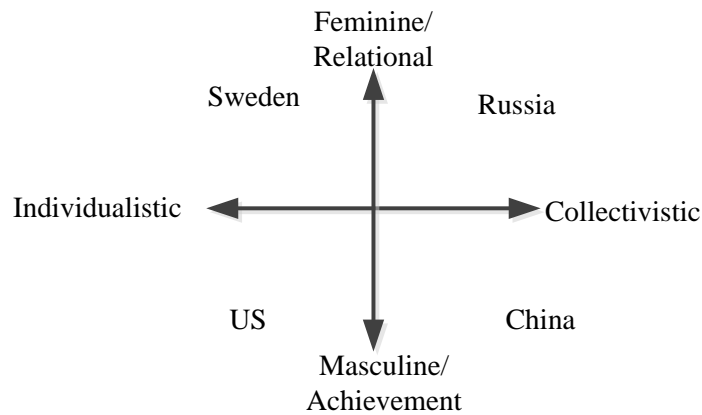 Feminine/
Relational
Sweden
Russia
Individualistic
Collectivistic
US
China
Masculine/
Achievement